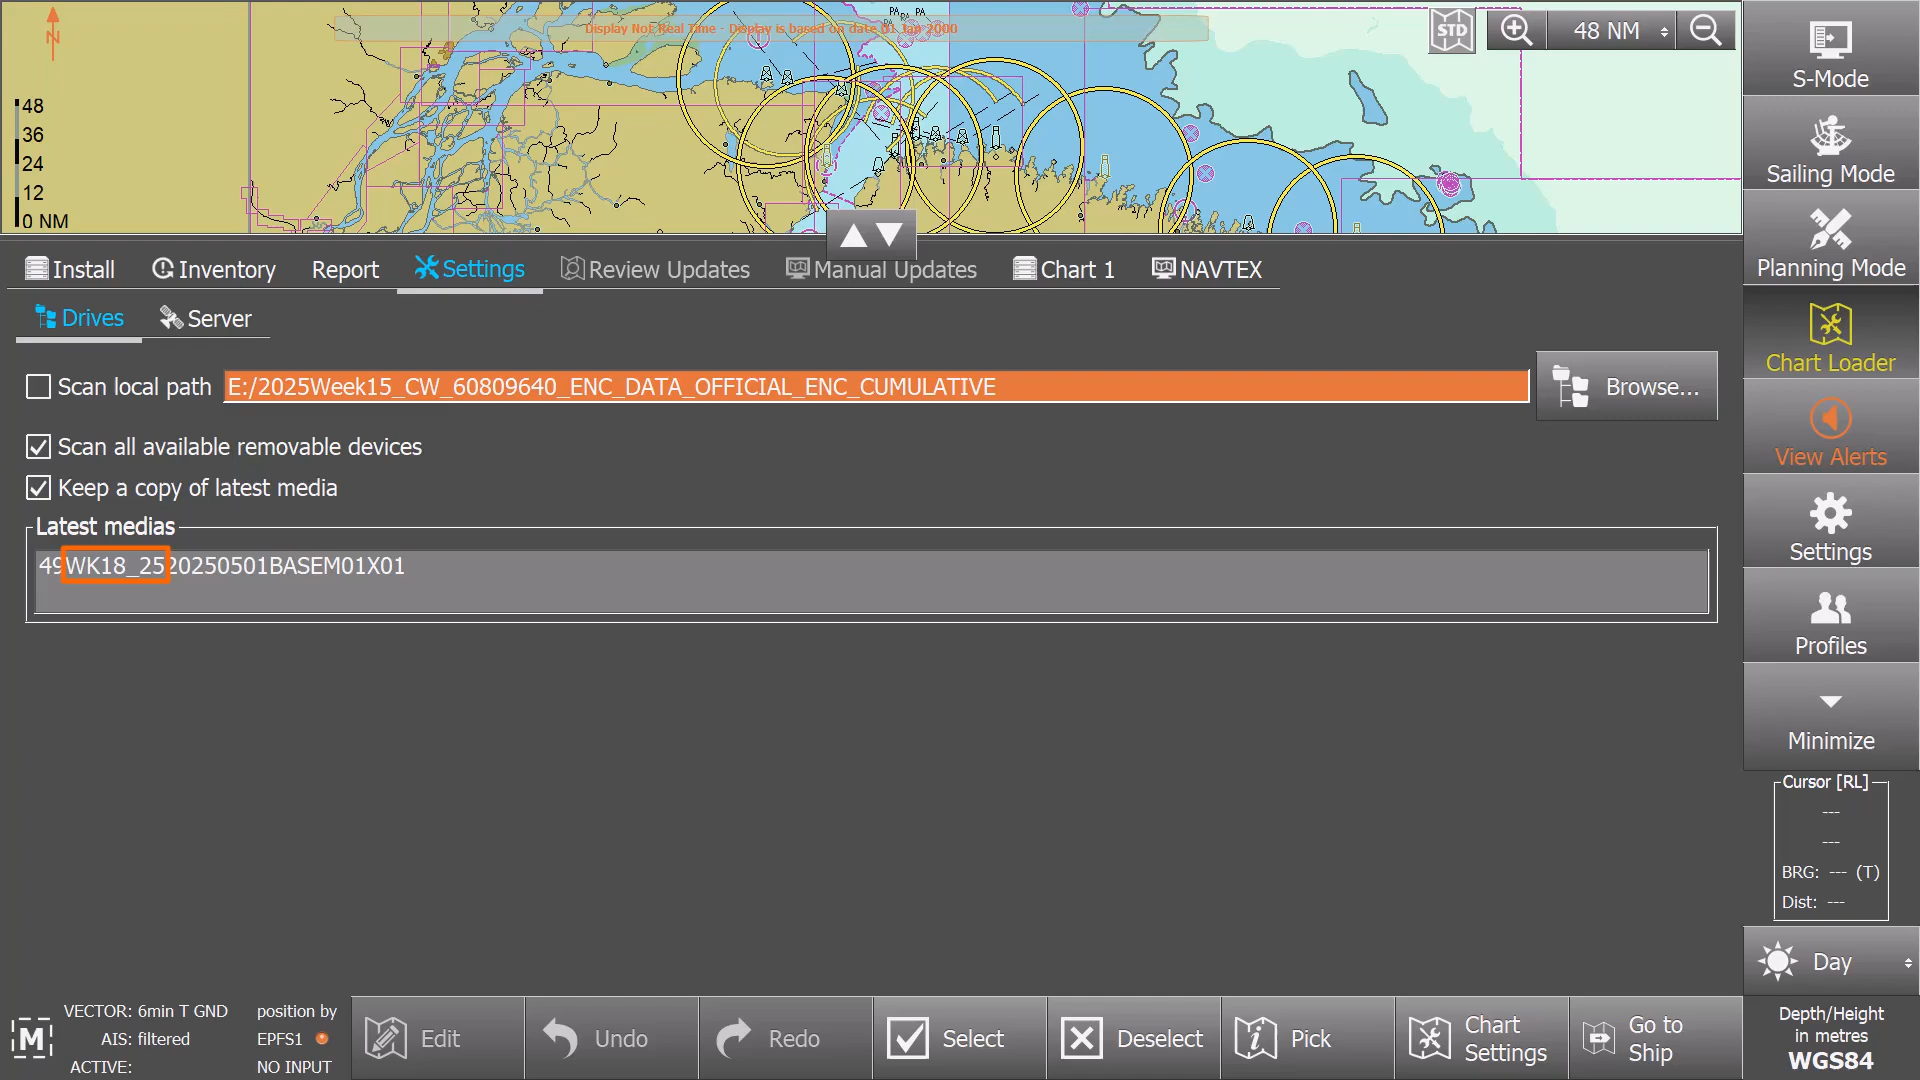 Display Not Real Time - Display is based on date 01 Jan 2000
N
PA PA PA
STD
48 NM
48
36
24
12
0 NM
S-Mode
Sailing Mode
Planning Mode
Chart Loader
View Alerts
Settings
Profiles
Minimize
Install
Inventory
Report
Settings
Review Updates
Manual Updates
Chart 1
NAVTEX
Drives
Server
Scan local path
E:/2025Week15_CW_60809640_ENC_DATA_OFFICIAL_ENC_CUMULATIVE
Browse...
Scan all available removable devices
Keep a copy of latest media
Latest medias
49WK18_2520250501BASEM01X01
Cursor [RL]
---
---
BRG: --- (T)
Dist: ---
Day
M
VECTOR: 6min T GND
AIS: filtered
ACTIVE:
position by
EPFS1
NO INPUT
Edit
Undo
Redo
Select
Deselect
Pick
Chart Settings
Go to Ship
Depth/Height
in metres
WGS84